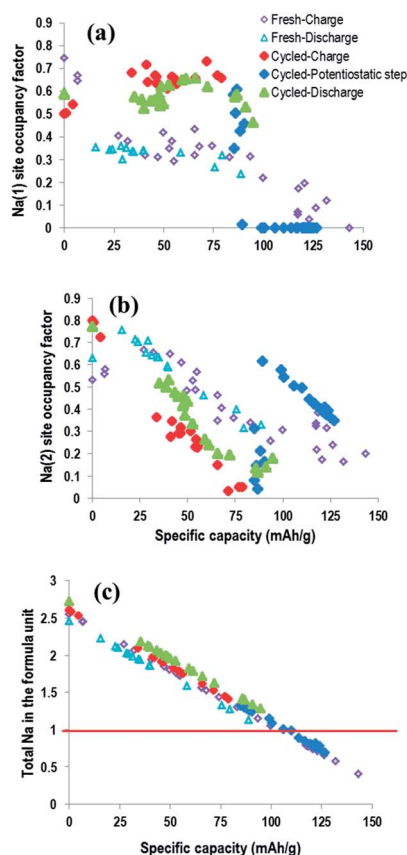 (a)
Fresh-Charge
Fresh-Discharge
Cycled-Charge
Cycled-Potentiostatic step
Cycled-Discharge
Na(1) site occupancy factor
1
0.9
0.8
0.7
0.6
0.5
0.4
0.3
0.2
0.1
0
0 50 100 150
(b)
Na(2) site occupancy factor
0.9
0.8
0.7
0.6
0.5
0.4
0.3
0.2
0.1
0
0 25 50 75 100 125 150
Specific capacity (mAh/g)
(c)
Total Na in the formula unit
3
2.5
2
1.5
1
0.5
0
0 25 50 75 100 125 150
Specific capacity (mAh/g)